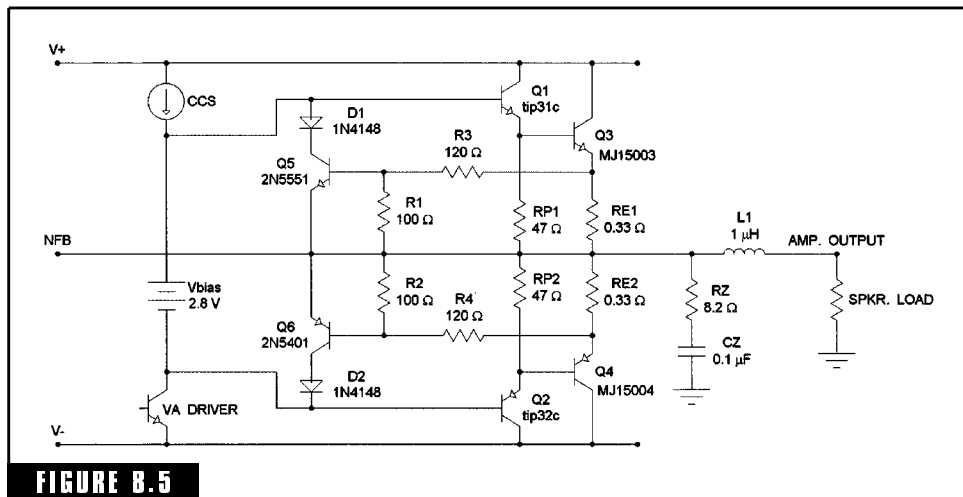 V+
CCS
D1
1N4148
Q1
tip31c
Q3
MJ15003
R3
120 Ω
Q5
2N5551
R1
100 Ω
RP1
47 Ω
RE1
0.33 Ω
L1
1 µH
AMP. OUTPUT
NFB
Vbias
2.8 V
R2
100 Ω
R4
120 Ω
RP2
47 Ω
RE2
0.33 Ω
RZ
8.2 Ω
SPKR. LOAD
Q6
2N5401
CZ
0.1 µF
D2
1N4148
Q4
MJ15004
Q2
tip32c
VA DRIVER
V-
FIGURE 8.5